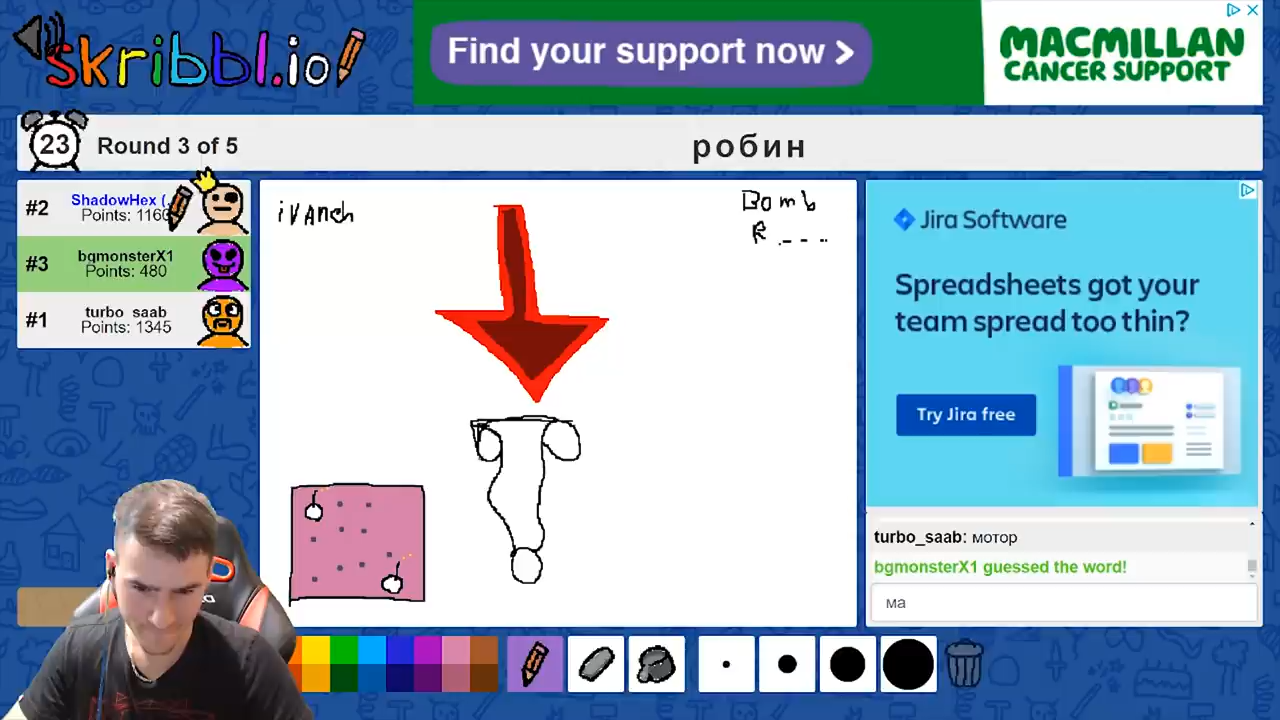 skribbl.io
Find your support now >
MACMILLAN
CANCER SUPPORT
23
Round 3 of 5
робин
#2
ShadowHex (
Points: 1160
#3
bgmonsterX1
Points: 480
#1
turbo_saab
Points: 1345
ivAnch
Bomb
R _ _ _
Jira Software
Spreadsheets got your
team spread too thin?
Try Jira free
turbo_saab: мотор
bgmonsterX1 guessed the word!
ма